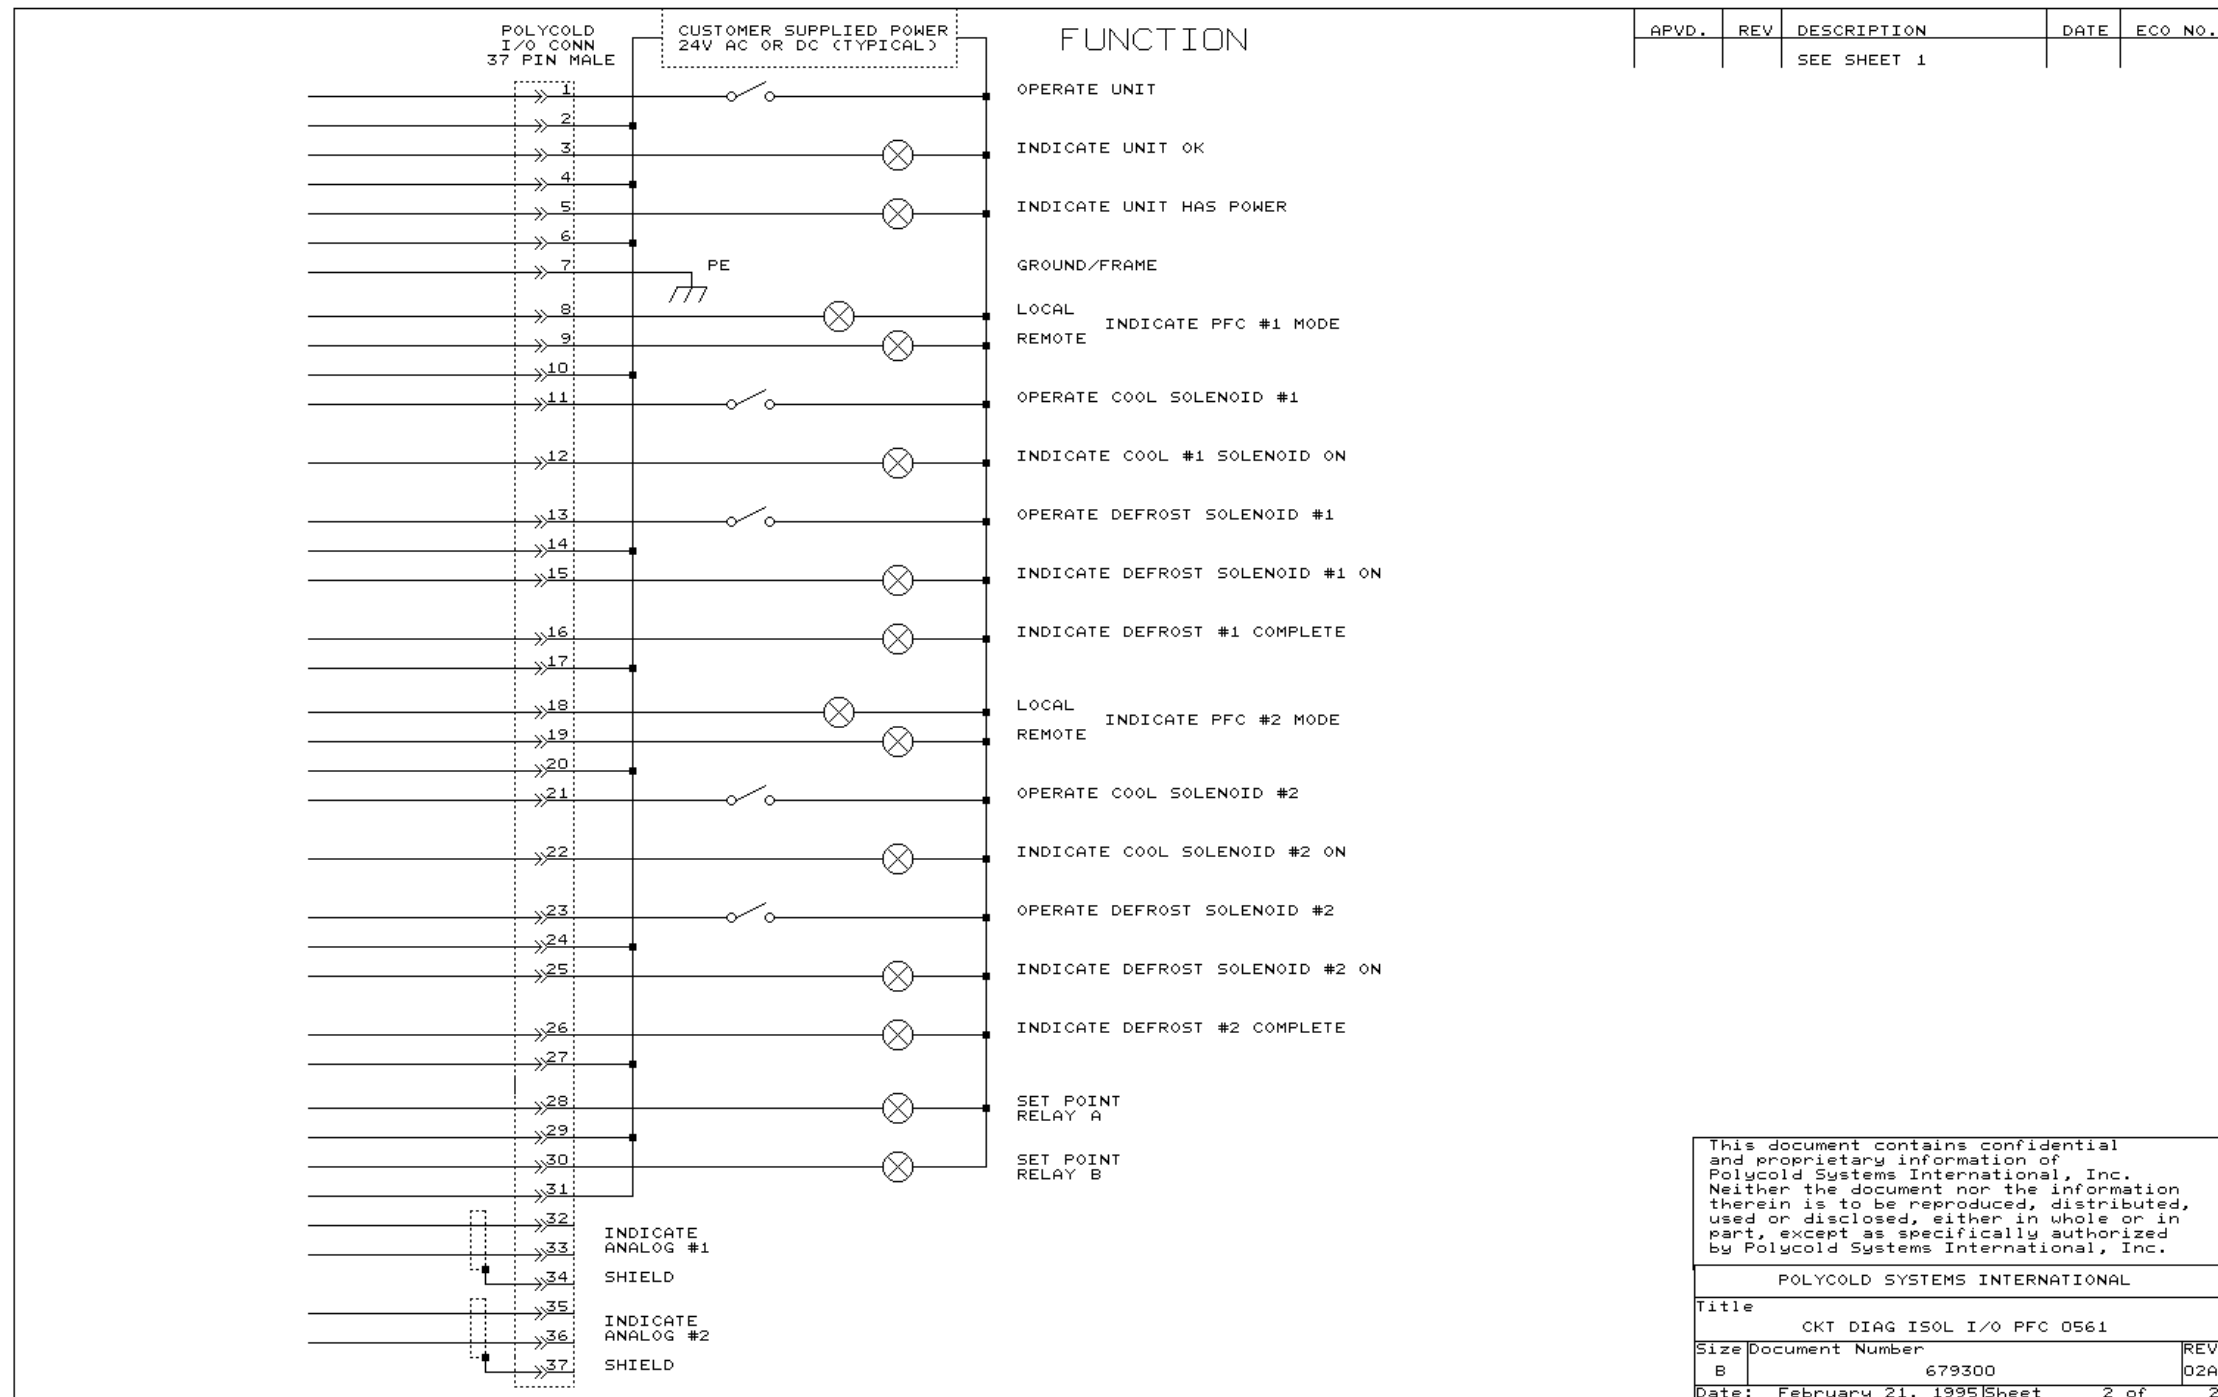 POLYCOLD
I/O CONN
37 PIN MALE
CUSTOMER SUPPLIED POWER
24V AC OR DC (TYPICAL)
FUNCTION
APVD. REV DESCRIPTION DATE ECO NO.
SEE SHEET 1
1 OPERATE UNIT
2
3 INDICATE UNIT OK
4
5 INDICATE UNIT HAS POWER
6
7 PE GROUND/FRAME
8 LOCAL
INDICATE PFC #1 MODE
9 REMOTE
10
11 OPERATE COOL SOLENOID #1
12 INDICATE COOL #1 SOLENOID ON
13 OPERATE DEFROST SOLENOID #1
14
15 INDICATE DEFROST SOLENOID #1 ON
16 INDICATE DEFROST #1 COMPLETE
17
18 LOCAL
INDICATE PFC #2 MODE
19 REMOTE
20
21 OPERATE COOL SOLENOID #2
22 INDICATE COOL SOLENOID #2 ON
23 OPERATE DEFROST SOLENOID #2
24
25 INDICATE DEFROST SOLENOID #2 ON
26 INDICATE DEFROST #2 COMPLETE
27
28 SET POINT
RELAY A
29
30 SET POINT
RELAY B
31
32
INDICATE
33 ANALOG #1
34 SHIELD
35
INDICATE
36 ANALOG #2
37 SHIELD
This document contains confidential
and proprietary information of
Polycold Systems International, Inc.
Neither the document nor the information
therein is to be reproduced, distributed,
used or disclosed, either in whole or in
part, except as specifically authorized
by Polycold Systems International, Inc.
POLYCOLD SYSTEMS INTERNATIONAL
Title
CKT DIAG ISOL I/O PFC 0561
Size Document Number REV
B 679300 02A
Date: February 21, 1995 Sheet 2 of 2